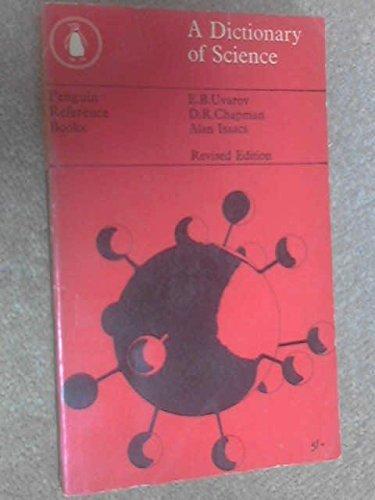 A Dictionary
of Science
Penguin
Reference
Books
E.B.Uvarov
D.R.Chapman
Alan Isaacs
Revised Edition
5/-